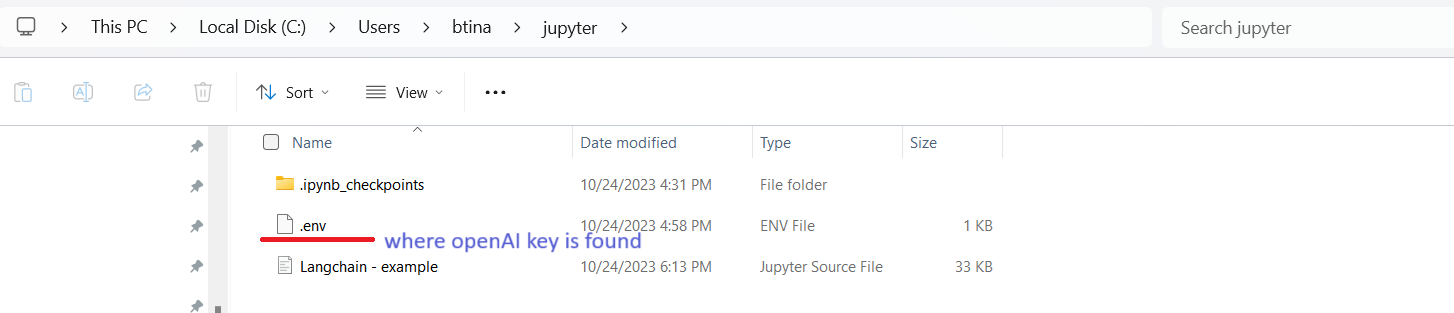 This PC > Local Disk (C:) > Users > btina > jupyter >
Search jupyter
Sort View ...
Name Date modified Type Size
.ipynb_checkpoints 10/24/2023 4:31 PM File folder
.env 10/24/2023 4:58 PM ENV File 1 KB
where openAI key is found
Langchain - example 10/24/2023 6:13 PM Jupyter Source File 33 KB